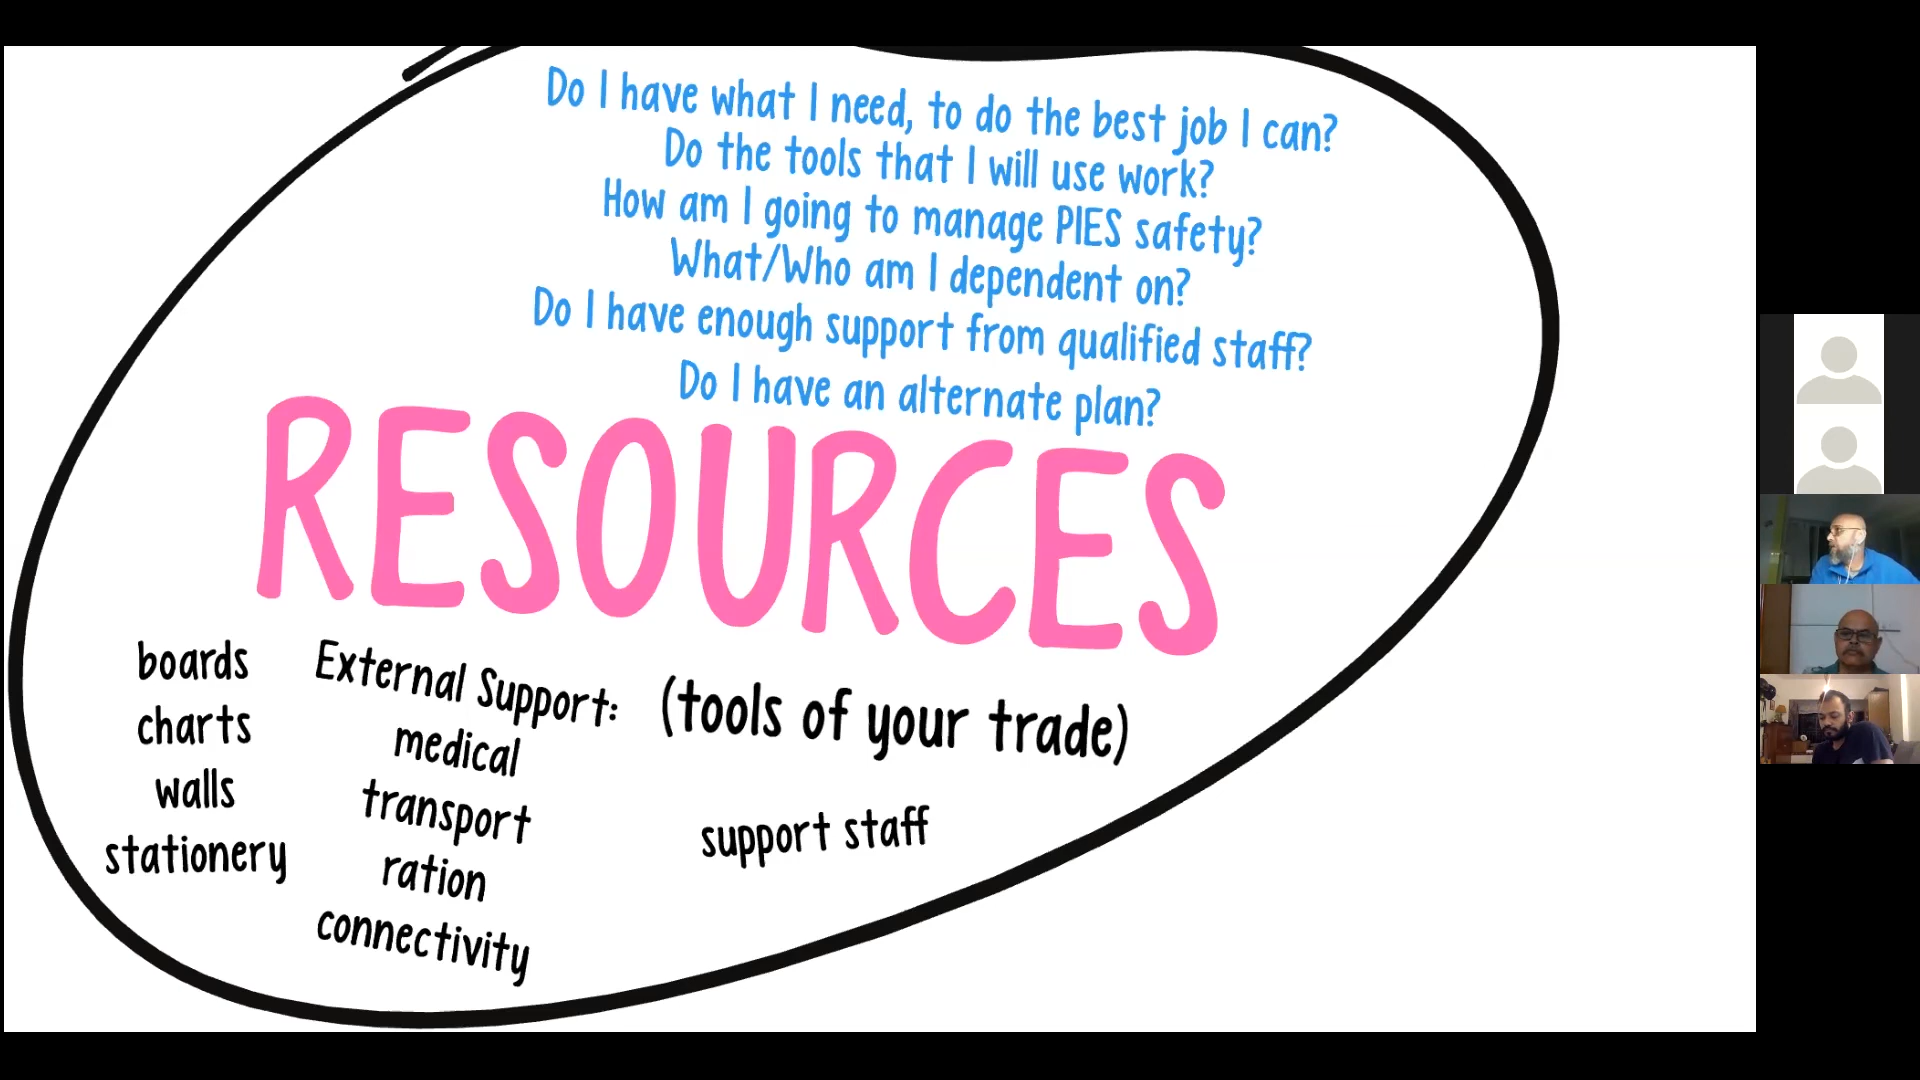 Do I have what I need, to do the best job I can?
Do the tools that I will use work?
How am I going to manage PIES safety?
What/Who am I dependent on?
Do I have enough support from qualified staff?
Do I have an alternate plan?
RESOURCES
(tools of your trade)
boards
charts
walls
stationery
External Support:
medical
transport
ration
connectivity
support staff